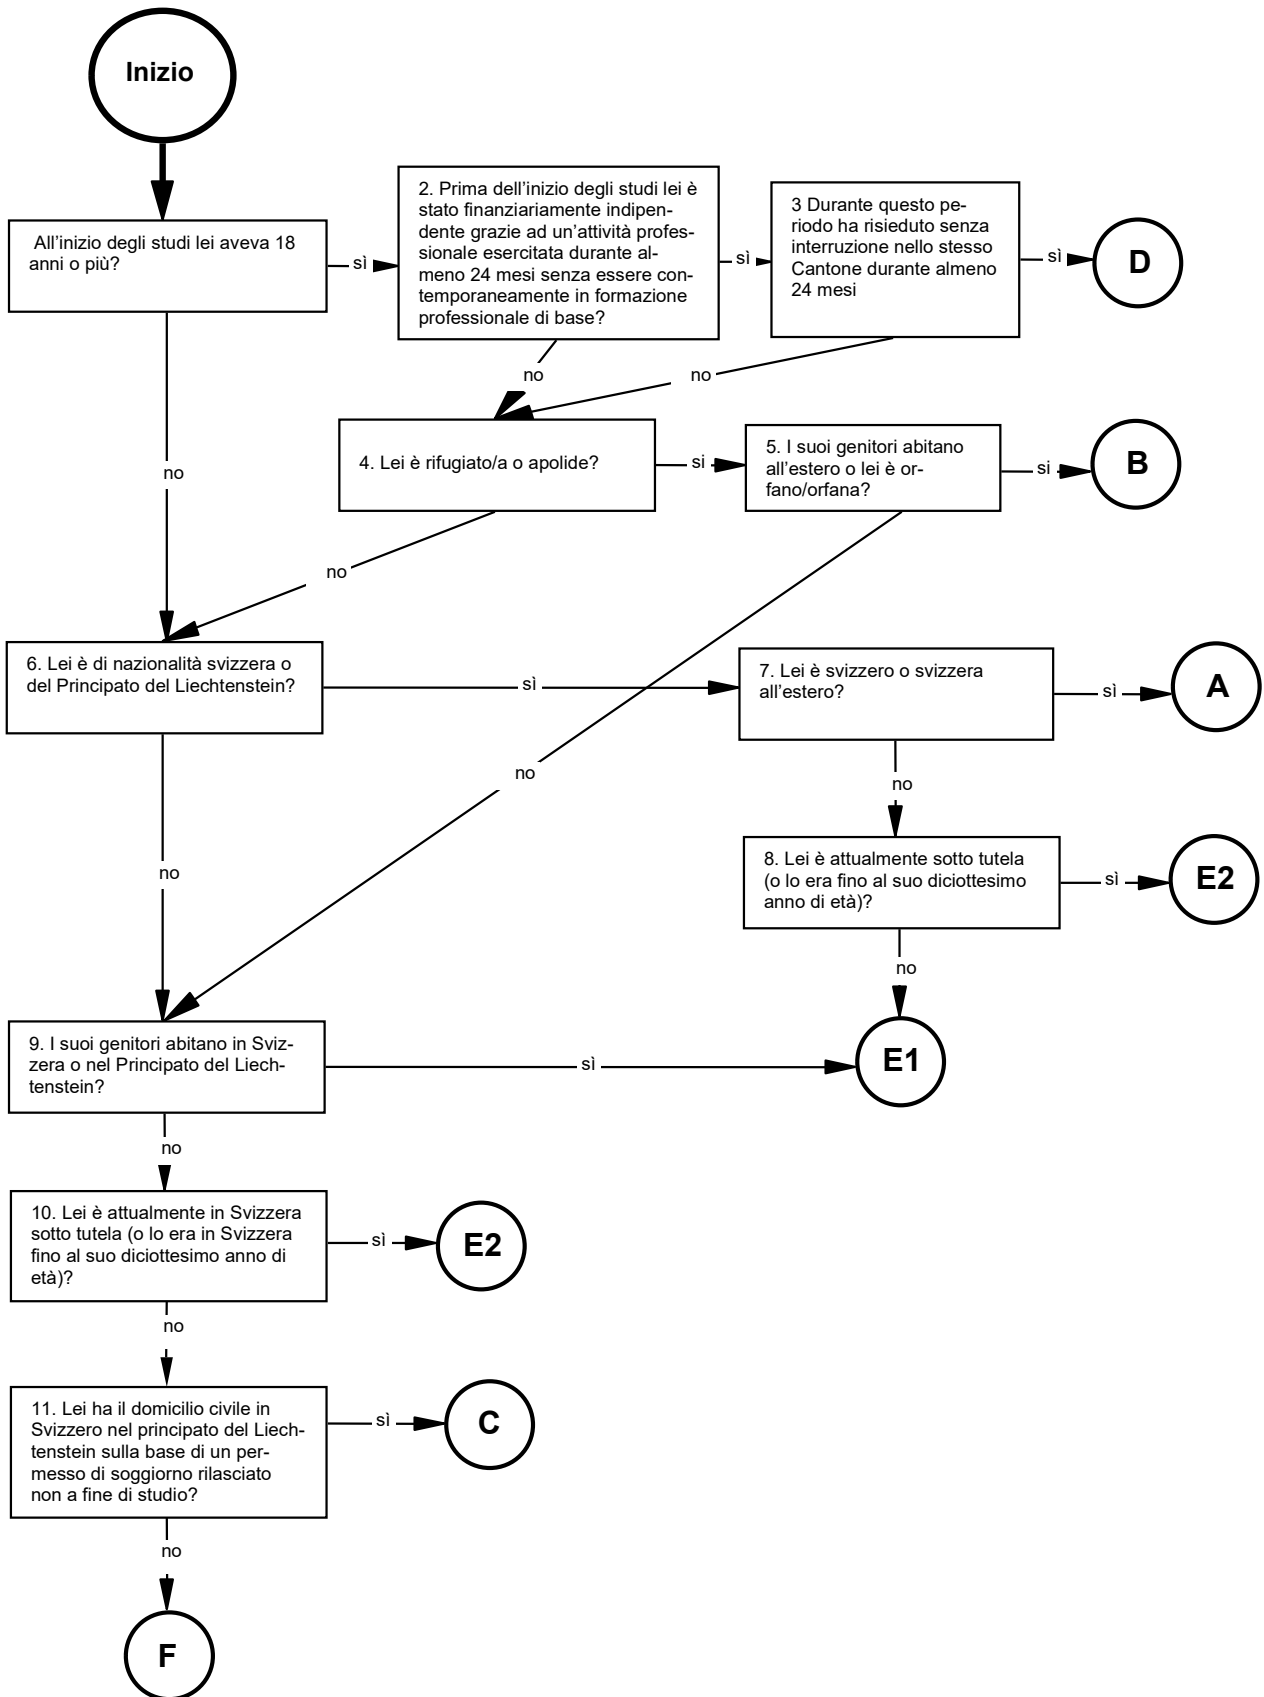 Inizio
All'inizio degli studi lei aveva 18
anni o più?
sì
2. Prima dell'inizio degli studi lei è
stato finanziariamente indipen-
dente grazie ad un'attività profes-
sionale esercitata durante al-
meno 24 mesi senza essere con-
temporaneamente in formazione
professionale di base?
sì
3 Durante questo pe-
riodo ha risieduto senza
interruzione nello stesso
Cantone durante almeno
24 mesi
sì
D
no
no
no
4. Lei è rifugiato/a o apolide?
si
5. I suoi genitori abitano
all'estero o lei è or-
fano/orfana?
si
B
no
no
6. Lei è di nazionalità svizzera o
del Principato del Liechtenstein?
sì
7. Lei è svizzero o svizzera
all'estero?
sì
A
no
no
8. Lei è attualmente sotto tutela
(o lo era fino al suo diciottesimo
anno di età)?
sì
E2
no
9. I suoi genitori abitano in Sviz-
zera o nel Principato del Liech-
tenstein?
sì
E1
no
10. Lei è attualmente in Svizzera
sotto tutela (o lo era in Svizzera
fino al suo diciottesimo anno di
età)?
sì
E2
no
11. Lei ha il domicilio civile in
Svizzero nel principato del Liech-
tenstein sulla base di un per-
messo di soggiorno rilasciato
non a fine di studio?
sì
C
no
F